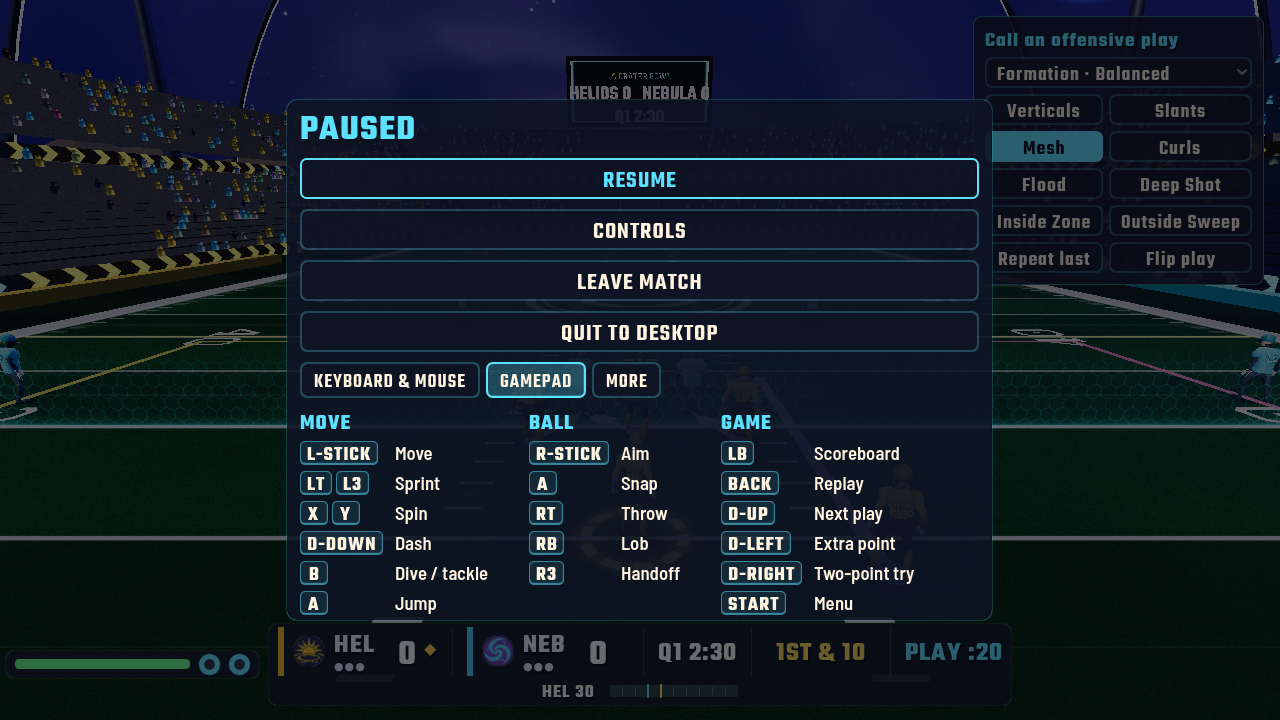 Call an offensive play
Formation · Balanced
Verticals
Slants
Mesh
Curls
Flood
Deep Shot
Inside Zone
Outside Sweep
Repeat last
Flip play
CRATER BOWL
HELIOS 0 NEBULA 0
Q1 2:30
PAUSED
RESUME
CONTROLS
LEAVE MATCH
QUIT TO DESKTOP
KEYBOARD & MOUSE
GAMEPAD
MORE
MOVE
L-STICK Move
LT L3 Sprint
X Y Spin
D-DOWN Dash
B Dive / tackle
A Jump
BALL
R-STICK Aim
A Snap
RT Throw
RB Lob
R3 Handoff
GAME
LB Scoreboard
BACK Replay
D-UP Next play
D-LEFT Extra point
D-RIGHT Two-point try
START Menu
HEL 0
NEB 0
Q1 2:30
1ST & 10
PLAY :20
HEL 30